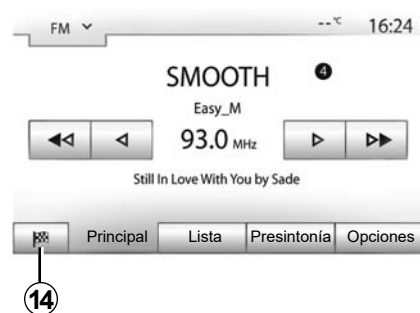 FM --°C 16:24
SMOOTH 4
Easy_M
93.0 MHz
Still In Love With You by Sade
Principal Lista Presintonía Opciones
14